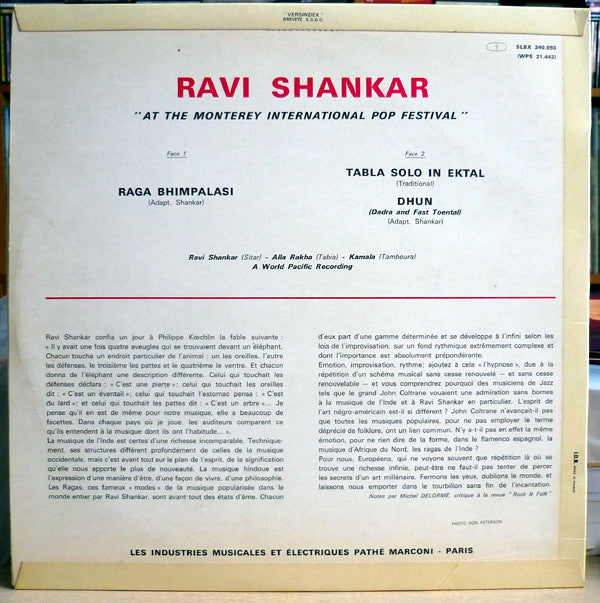 " VERSINDEX "
BREVETÉ S.G.D.G.
T
SLBX 340.593
(WPS 21.442)
RAVI SHANKAR
"AT THE MONTEREY INTERNATIONAL POP FESTIVAL"
Face 1
RAGA BHIMPALASI
(Adapt. Shankar)
Face 2
TABLA SOLO IN EKTAL
(Traditional)
DHUN
(Dadra and Fast Toental)
(Adapt. Shankar)
Ravi Shankar (Sitar) - Alla Rakha (Tabla) - Kamala (Tamboura)
A World Pacific Recording
Ravi Shankar confia un jour à Philippe Kœchlin la fable suivante :
« Il y avait une fois quatre aveugles qui se trouvaient devant un éléphant.
Chacun toucha un endroit particulier de l'animal : un les oreilles, l'autre
les défenses, le troisième les pattes et le quatrième le ventre. Et chacun
donna de l'éléphant une description différente. Celui qui touchait les
défenses déclara : « C'est une pierre » ; celui qui touchait les oreilles
dit : « C'est un éventail » ; celui qui touchait l'estomac pensa : « C'est
du lard » ; et celui qui touchait les pattes dit : « C'est un arbre »... Je
pense qu'il en est de même pour notre musique, elle a beaucoup de
facettes. Dans chaque pays où je joue, les auditeurs comparent ce
qu'ils entendent à la musique dont ils ont l'habitude... ».
La musique de l'Inde est certes d'une richesse incomparable. Technique-
ment, ses structures diffèrent profondément de celles de la musique
occidentale, mais c'est avant tout sur le plan de l'esprit, de la signification
qu'elle nous apporte le plus de nouveauté. La musique hindoue est
l'expression d'une manière d'être, d'une façon de vivre, d'une philosophie.
Les Ragas, ces fameux « modes » de la musique popularisée dans le
monde entier par Ravi Shankar, sont avant tout des états d'âme. Chacun
d'eux part d'une gamme déterminée et se développe à l'infini selon les
lois de l'improvisation, sur un fond rythmique extrêmement complexe et
dont l'importance est absolument prépondérante.
Emotion, improvisation, rythme; ajoutez à cela « l'hypnose », due à la
répétition d'un schéma musical sans cesse renouvelé — et sans cesse
renouvelable — et vous comprendrez pourquoi des musiciens de Jazz
tels que le grand John Coltrane vouaient une admiration sans bornes
à la musique de l'Inde et à Ravi Shankar en particulier. L'esprit de
l'art négro-américain est-il si différent ? John Coltrane n'avançait-il pas
que toutes les musiques populaires, pour ne pas employer le terme
déprécié de folklores, ont un lien commun. N'y a-t-il pas en effet la même
émotion, pour ne rien dire de la forme, dans le flamenco espagnol, la
musique d'Afrique du Nord, les ragas de l'Inde ?
Pour nous, Européens, qui ne voyons souvent que répétition là où se
trouve une richesse infinie, peut-être ne faut-il pas tenter de percer
les secrets d'un art millénaire. Fermons les yeux, oublions le monde, et
laissons nous emporter dans le tourbillon sans fin de l'incantation.
Notes par Michel DELORME, critique à la revue "Rock & Folk"
PHOTO DON PETERSON
LES INDUSTRIES MUSICALES ET ÉLECTRIQUES PATHÉ MARCONI - PARIS